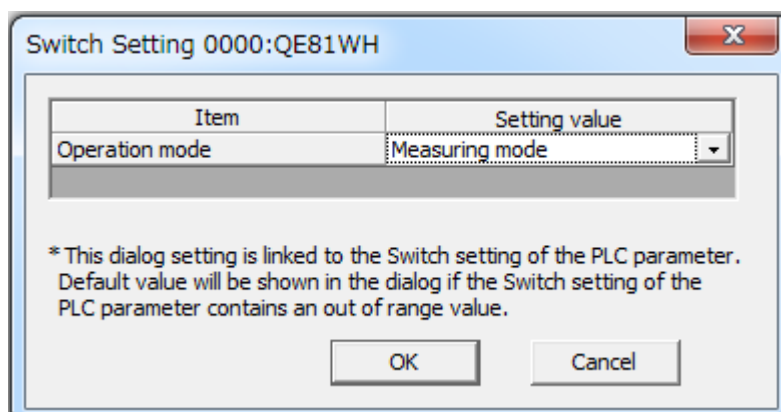 Switch Setting 0000:QE81WH
Item Setting value
Operation mode Measuring mode
* This dialog setting is linked to the Switch setting of the PLC parameter.
Default value will be shown in the dialog if the Switch setting of the
PLC parameter contains an out of range value.
OK Cancel